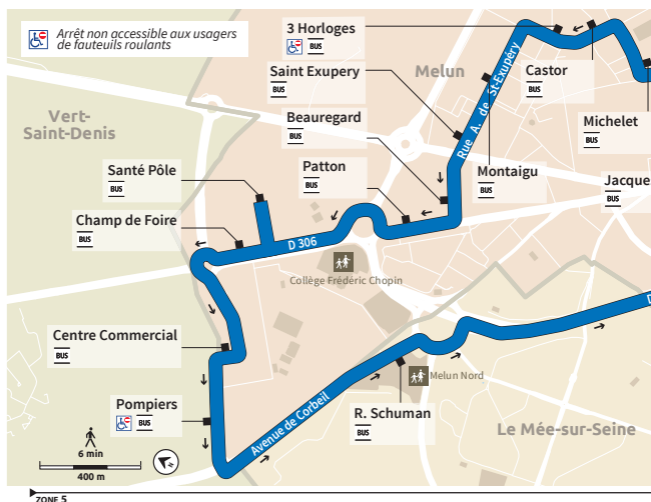 Arrêt non accessible aux usagers
de fauteuils roulants
3 Horloges
BUS
Melun
Castor
BUS
Saint Exupery
BUS
Rue A. de St-Exupéry
Michelet
BUS
Vert-
Saint-Denis
Beauregard
BUS
Santé Pôle
BUS
Patton
BUS
Montaigu
BUS
Jacque
BUS
Champ de Foire
BUS
D 306
Collège Frédéric Chopin
D
Centre Commercial
BUS
Melun Nord
Pompiers
BUS
Avenue de Corbeil
R. Schuman
BUS
Le Mée-sur-Seine
6 min
400 m
ZONE 5